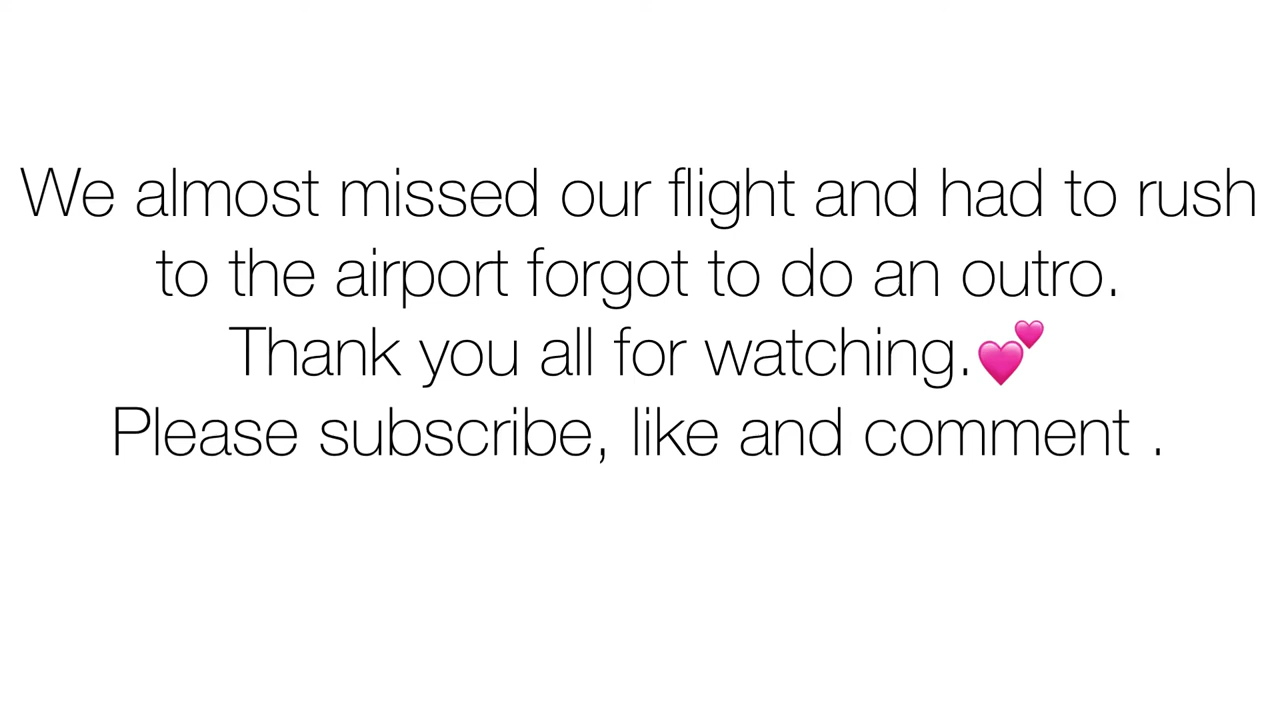 We almost missed our flight and had to rush
to the airport forgot to do an outro.
Thank you all for watching.💕
Please subscribe, like and comment .